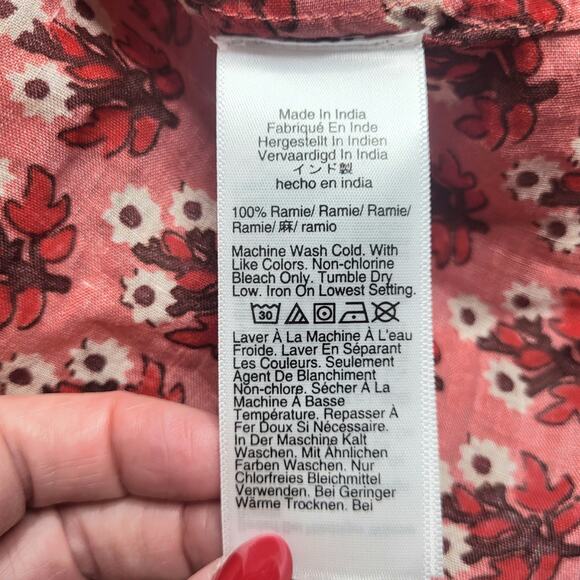 Made In India
Fabriqué En Inde
Hergestellt In Indien
Vervaardigd In India
インド製
hecho en india
100% Ramie/ Ramie/ Ramie/
Ramie/ 麻/ ramio
Machine Wash Cold. With
Like Colors. Non-chlorine
Bleach Only. Tumble Dry
Low. Iron On Lowest Setting.
30
Laver À La Machine À L'eau
Froide. Laver En Séparant
Les Couleurs. Seulement
Agent De Blanchiment
Non-chlore. Sécher À La
Machine À Basse
Température. Repasser À
Fer Doux Si Nécessaire.
In Der Maschine Kalt
Waschen. Mit Ähnlichen
Farben Waschen. Nur
Chlorfreies Bleichmittel
Verwenden. Bei Geringer
Wärme Trocknen. Bei